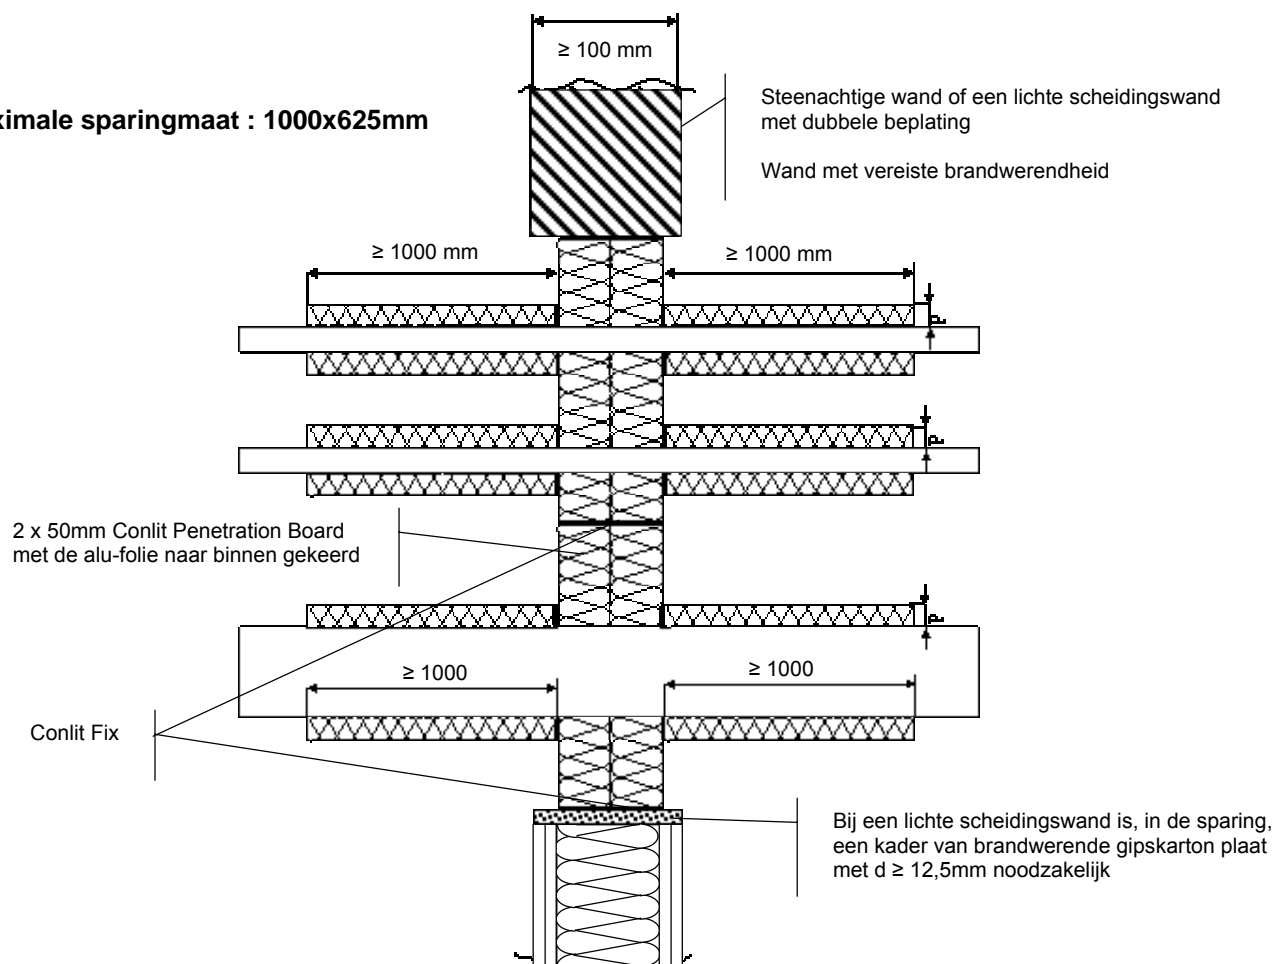 ≥ 100 mm
Steenachtige wand of een lichte scheidingswand
met dubbele beplating
ximale sparingmaat : 1000x625mm
Wand met vereiste brandwerendheid
≥ 1000 mm
≥ 1000 mm
d
d
2 x 50mm Conlit Penetration Board
met de alu-folie naar binnen gekeerd
d
≥ 1000
≥ 1000
Conlit Fix
Bij een lichte scheidingswand is, in de sparing,
een kader van brandwerende gipskarton plaat
met d ≥ 12,5mm noodzakelijk